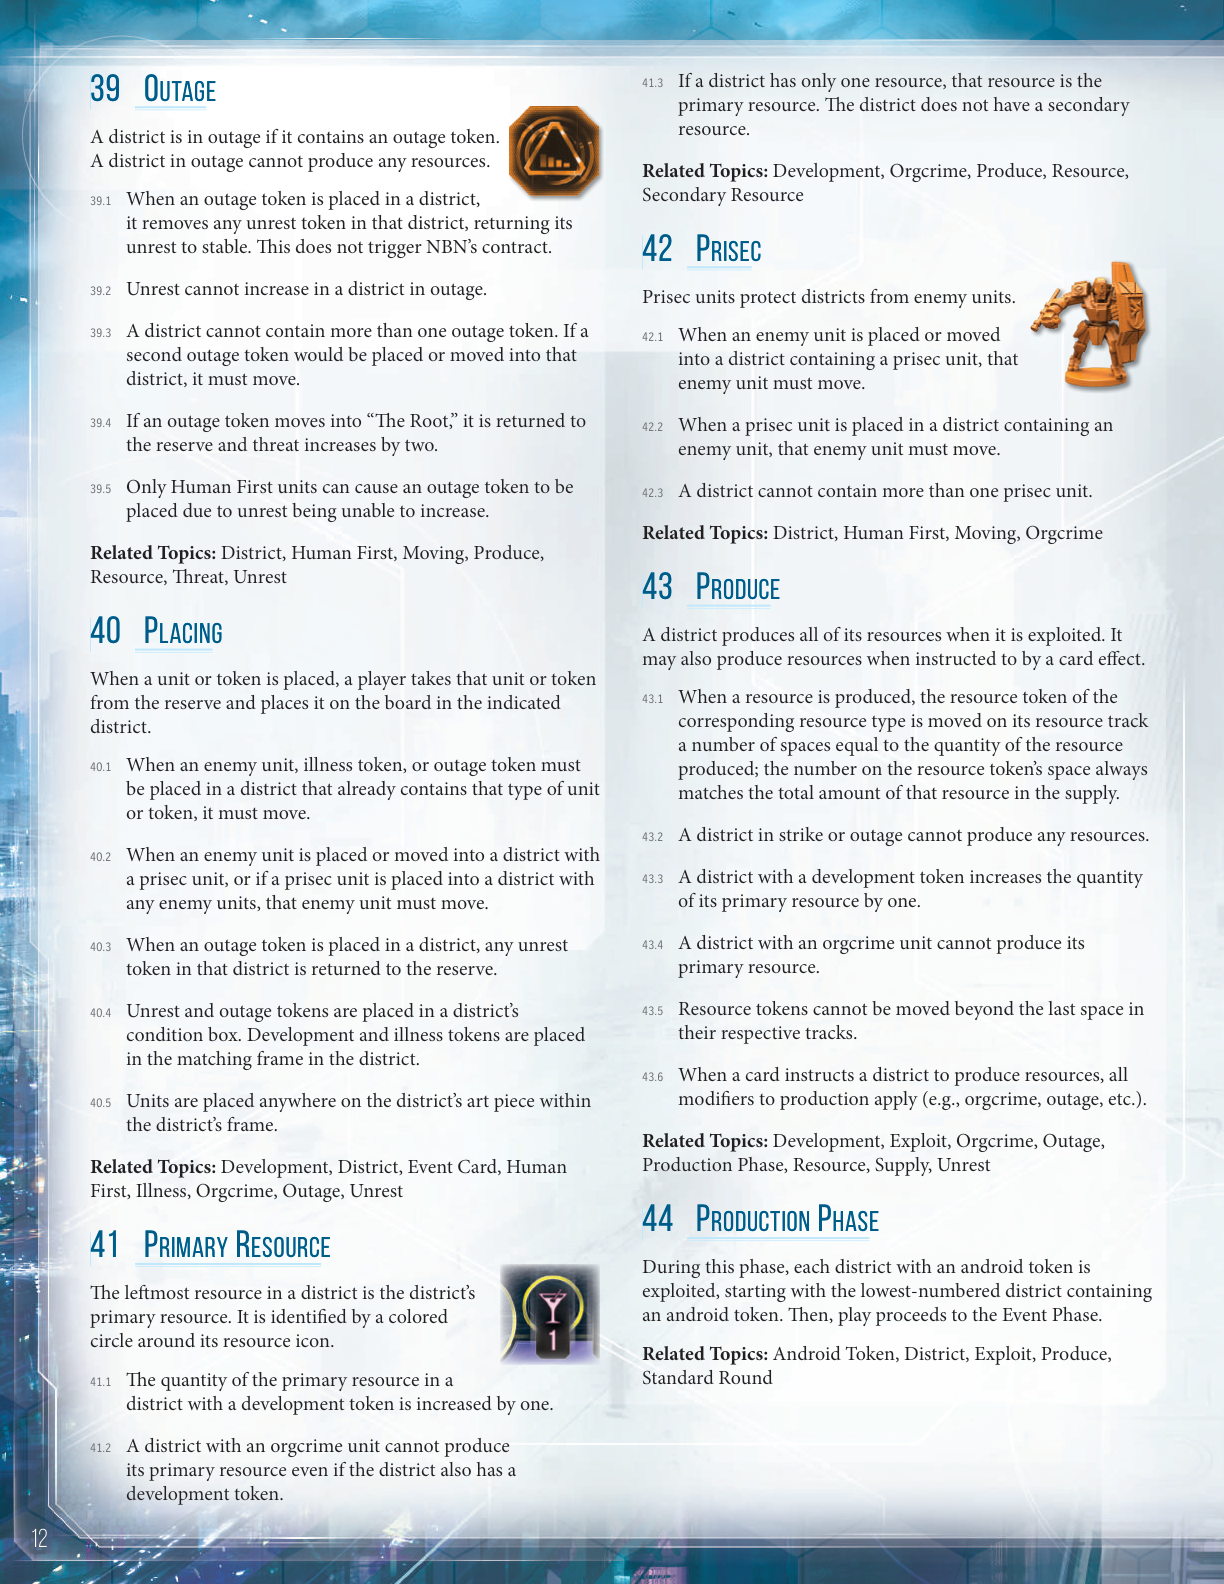 39 Outage
A district is in outage if it contains an outage token.
A district in outage cannot produce any resources.
39.1 When an outage token is placed in a district,
it removes any unrest token in that district, returning its
unrest to stable. This does not trigger NBN’s contract.
39.2 Unrest cannot increase in a district in outage.
39.3 A district cannot contain more than one outage token. If a
second outage token would be placed or moved into that
district, it must move.
39.4 If an outage token moves into “The Root,” it is returned to
the reserve and threat increases by two.
39.5 Only Human First units can cause an outage token to be
placed due to unrest being unable to increase.
Related Topics: District, Human First, Moving, Produce,
Resource, Threat, Unrest
40 Placing
When a unit or token is placed, a player takes that unit or token
from the reserve and places it on the board in the indicated
district.
40.1 When an enemy unit, illness token, or outage token must
be placed in a district that already contains that type of unit
or token, it must move.
40.2 When an enemy unit is placed or moved into a district with
a prisec unit, or if a prisec unit is placed into a district with
any enemy units, that enemy unit must move.
40.3 When an outage token is placed in a district, any unrest
token in that district is returned to the reserve.
40.4 Unrest and outage tokens are placed in a district’s
condition box. Development and illness tokens are placed
in the matching frame in the district.
40.5 Units are placed anywhere on the district’s art piece within
the district’s frame.
Related Topics: Development, District, Event Card, Human
First, Illness, Orgcrime, Outage, Unrest
41 Primary Resource
The leftmost resource in a district is the district’s
primary resource. It is identified by a colored
circle around its resource icon.
1
41.1 The quantity of the primary resource in a
district with a development token is increased by one.
41.2 A district with an orgcrime unit cannot produce
its primary resource even if the district also has a
development token.
41.3 If a district has only one resource, that resource is the
primary resource. The district does not have a secondary
resource.
Related Topics: Development, Orgcrime, Produce, Resource,
Secondary Resource
42 Prisec
Prisec units protect districts from enemy units.
42.1 When an enemy unit is placed or moved
into a district containing a prisec unit, that
enemy unit must move.
42.2 When a prisec unit is placed in a district containing an
enemy unit, that enemy unit must move.
42.3 A district cannot contain more than one prisec unit.
Related Topics: District, Human First, Moving, Orgcrime
43 Produce
A district produces all of its resources when it is exploited. It
may also produce resources when instructed to by a card effect.
43.1 When a resource is produced, the resource token of the
corresponding resource type is moved on its resource track
a number of spaces equal to the quantity of the resource
produced; the number on the resource token’s space always
matches the total amount of that resource in the supply.
43.2 A district in strike or outage cannot produce any resources.
43.3 A district with a development token increases the quantity
of its primary resource by one.
43.4 A district with an orgcrime unit cannot produce its
primary resource.
43.5 Resource tokens cannot be moved beyond the last space in
their respective tracks.
43.6 When a card instructs a district to produce resources, all
modifiers to production apply (e.g., orgcrime, outage, etc.).
Related Topics: Development, Exploit, Orgcrime, Outage,
Production Phase, Resource, Supply, Unrest
44 Production Phase
During this phase, each district with an android token is
exploited, starting with the lowest-numbered district containing
an android token. Then, play proceeds to the Event Phase.
Related Topics: Android Token, District, Exploit, Produce,
Standard Round
12